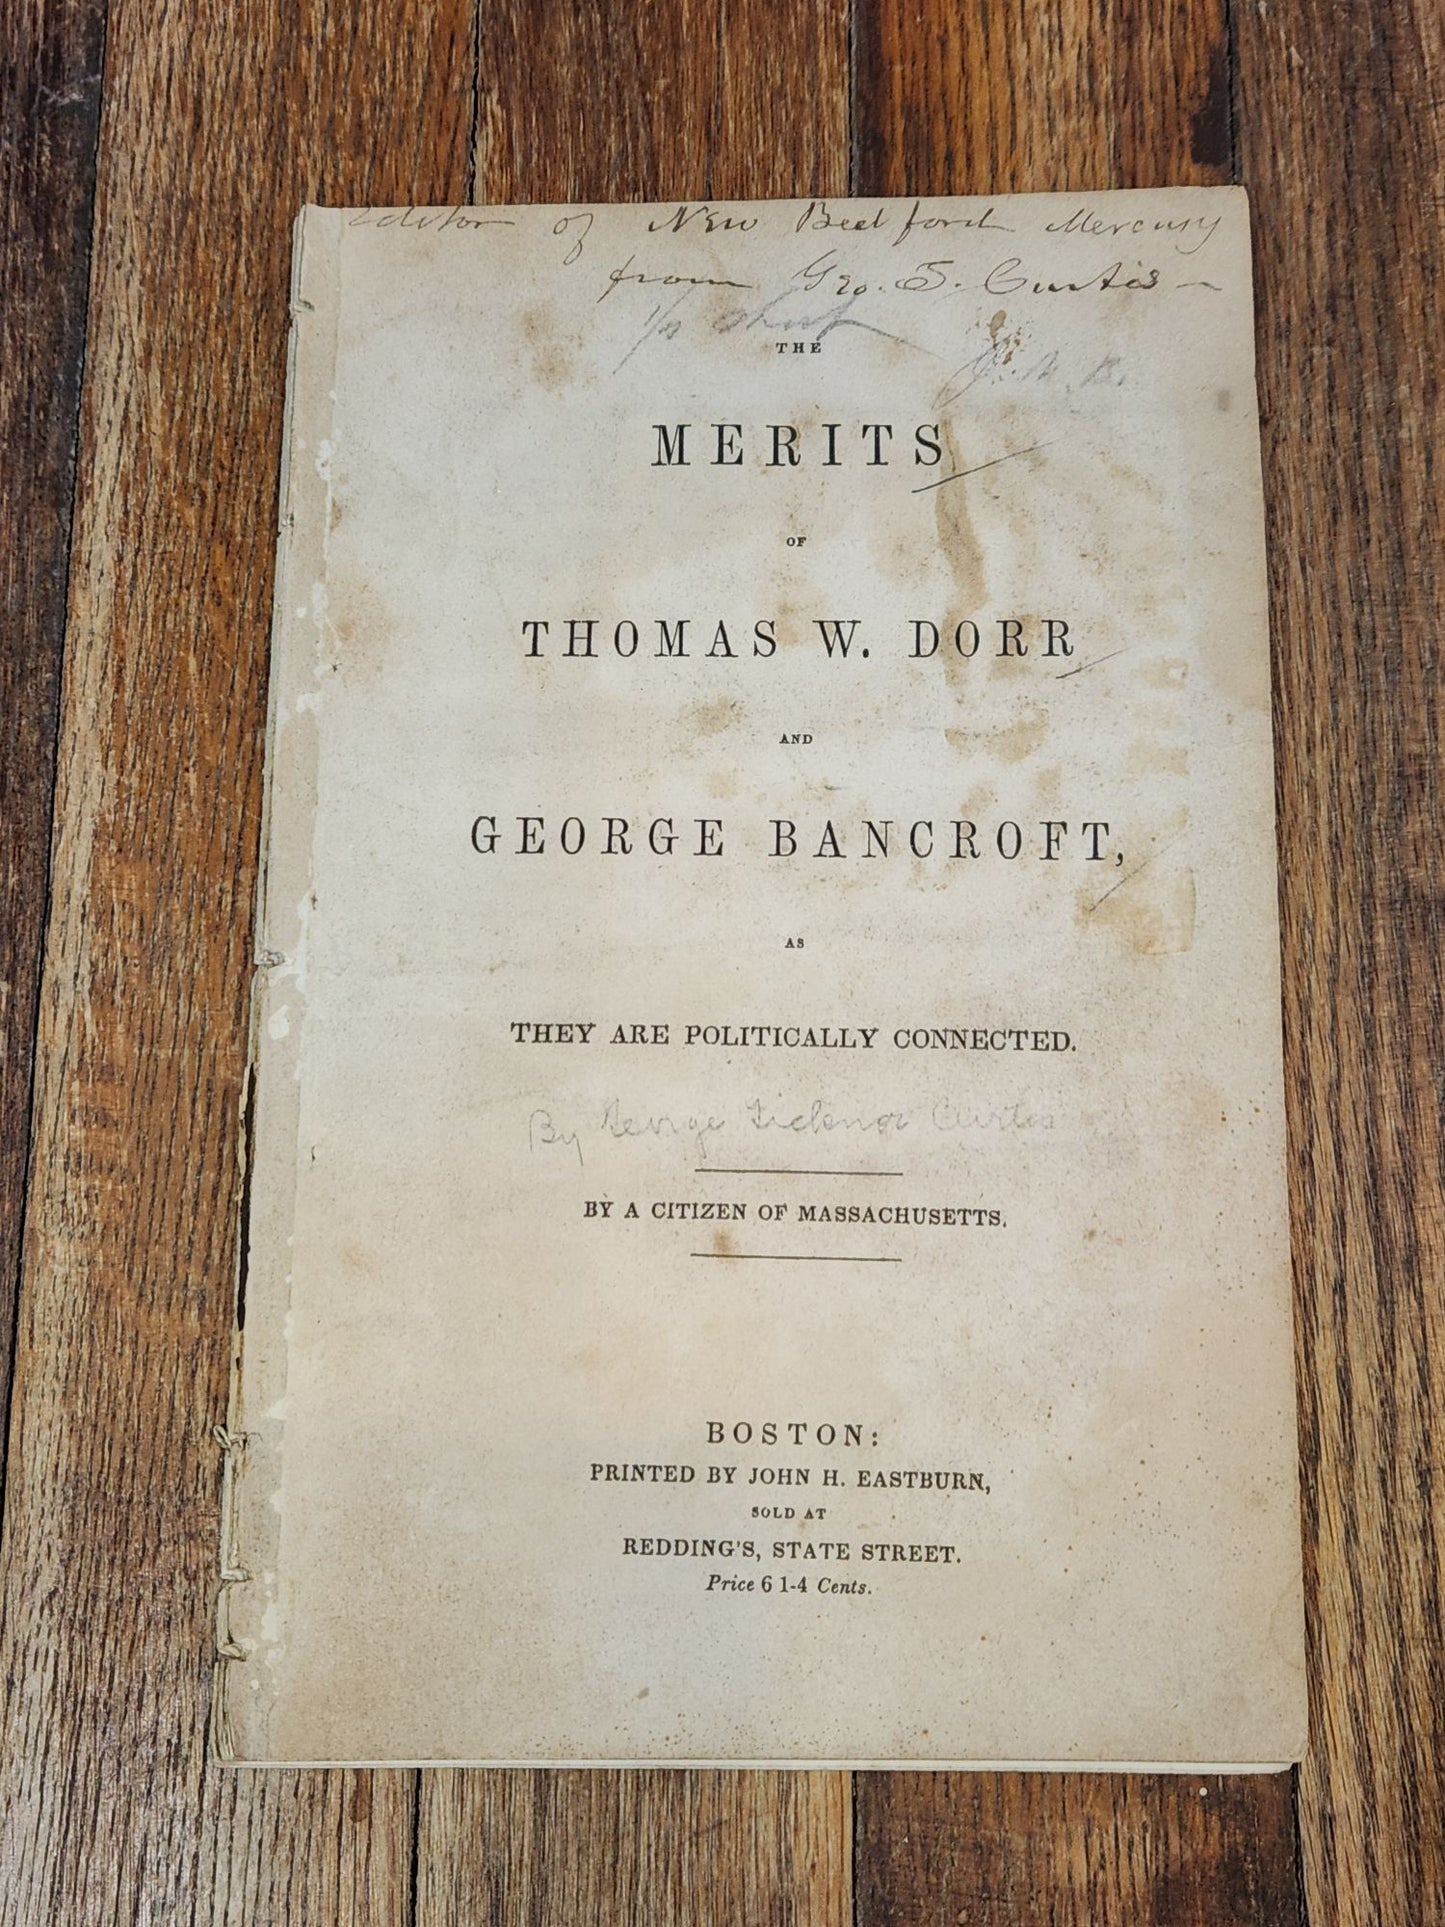 Editor of New Bedford Mercury
from Geo. T. Curtis
THE
MERITS
OF
THOMAS W. DORR
AND
GEORGE BANCROFT,
AS
THEY ARE POLITICALLY CONNECTED.
By George Ticknor Curtis
BY A CITIZEN OF MASSACHUSETTS.
BOSTON:
PRINTED BY JOHN H. EASTBURN,
SOLD AT
REDDING'S, STATE STREET.
Price 6 1-4 Cents.